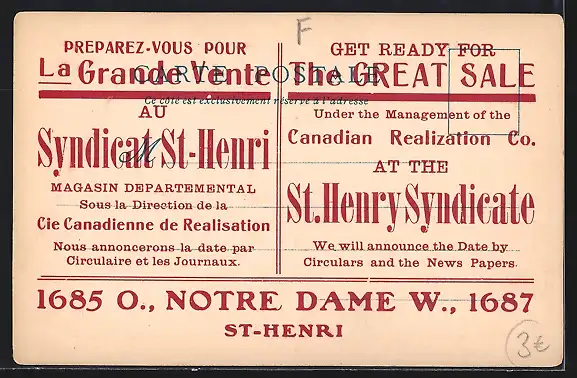 F
CARTE POSTALE
Ce côté est exclusivement réservé à l'adresse
M
PREPAREZ-VOUS POUR
La Grande Vente
AU
Syndicat St-Henri
MAGASIN DEPARTEMENTAL
Sous la Direction de la
Cie Canadienne de Realisation
Nous annoncerons la date par
Circulaire et les Journaux.
GET READY FOR
The GREAT SALE
Under the Management of the
Canadian Realization Co.
AT THE
St. Henry Syndicate
We will announce the Date by
Circulars and the News Papers.
1685 O., NOTRE DAME W., 1687
ST-HENRI
3€